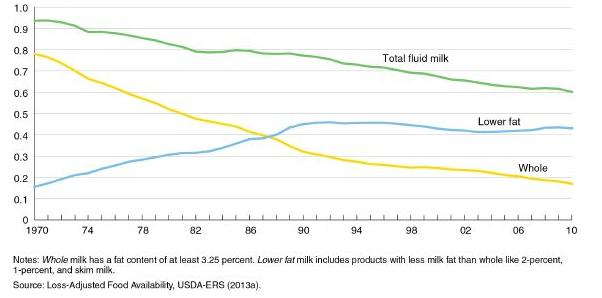 1.0
0.9
0.8
0.7
0.6
0.5
0.4
0.3
0.2
0.1
0
Total fluid milk
Lower fat
Whole
1970 74 78 82 86 90 94 98 02 06 10
Notes: Whole milk has a fat content of at least 3.25 percent. Lower fat milk includes products with less milk fat than whole like 2-percent,
1-percent, and skim milk.
Source: Loss-Adjusted Food Availability, USDA-ERS (2013a).